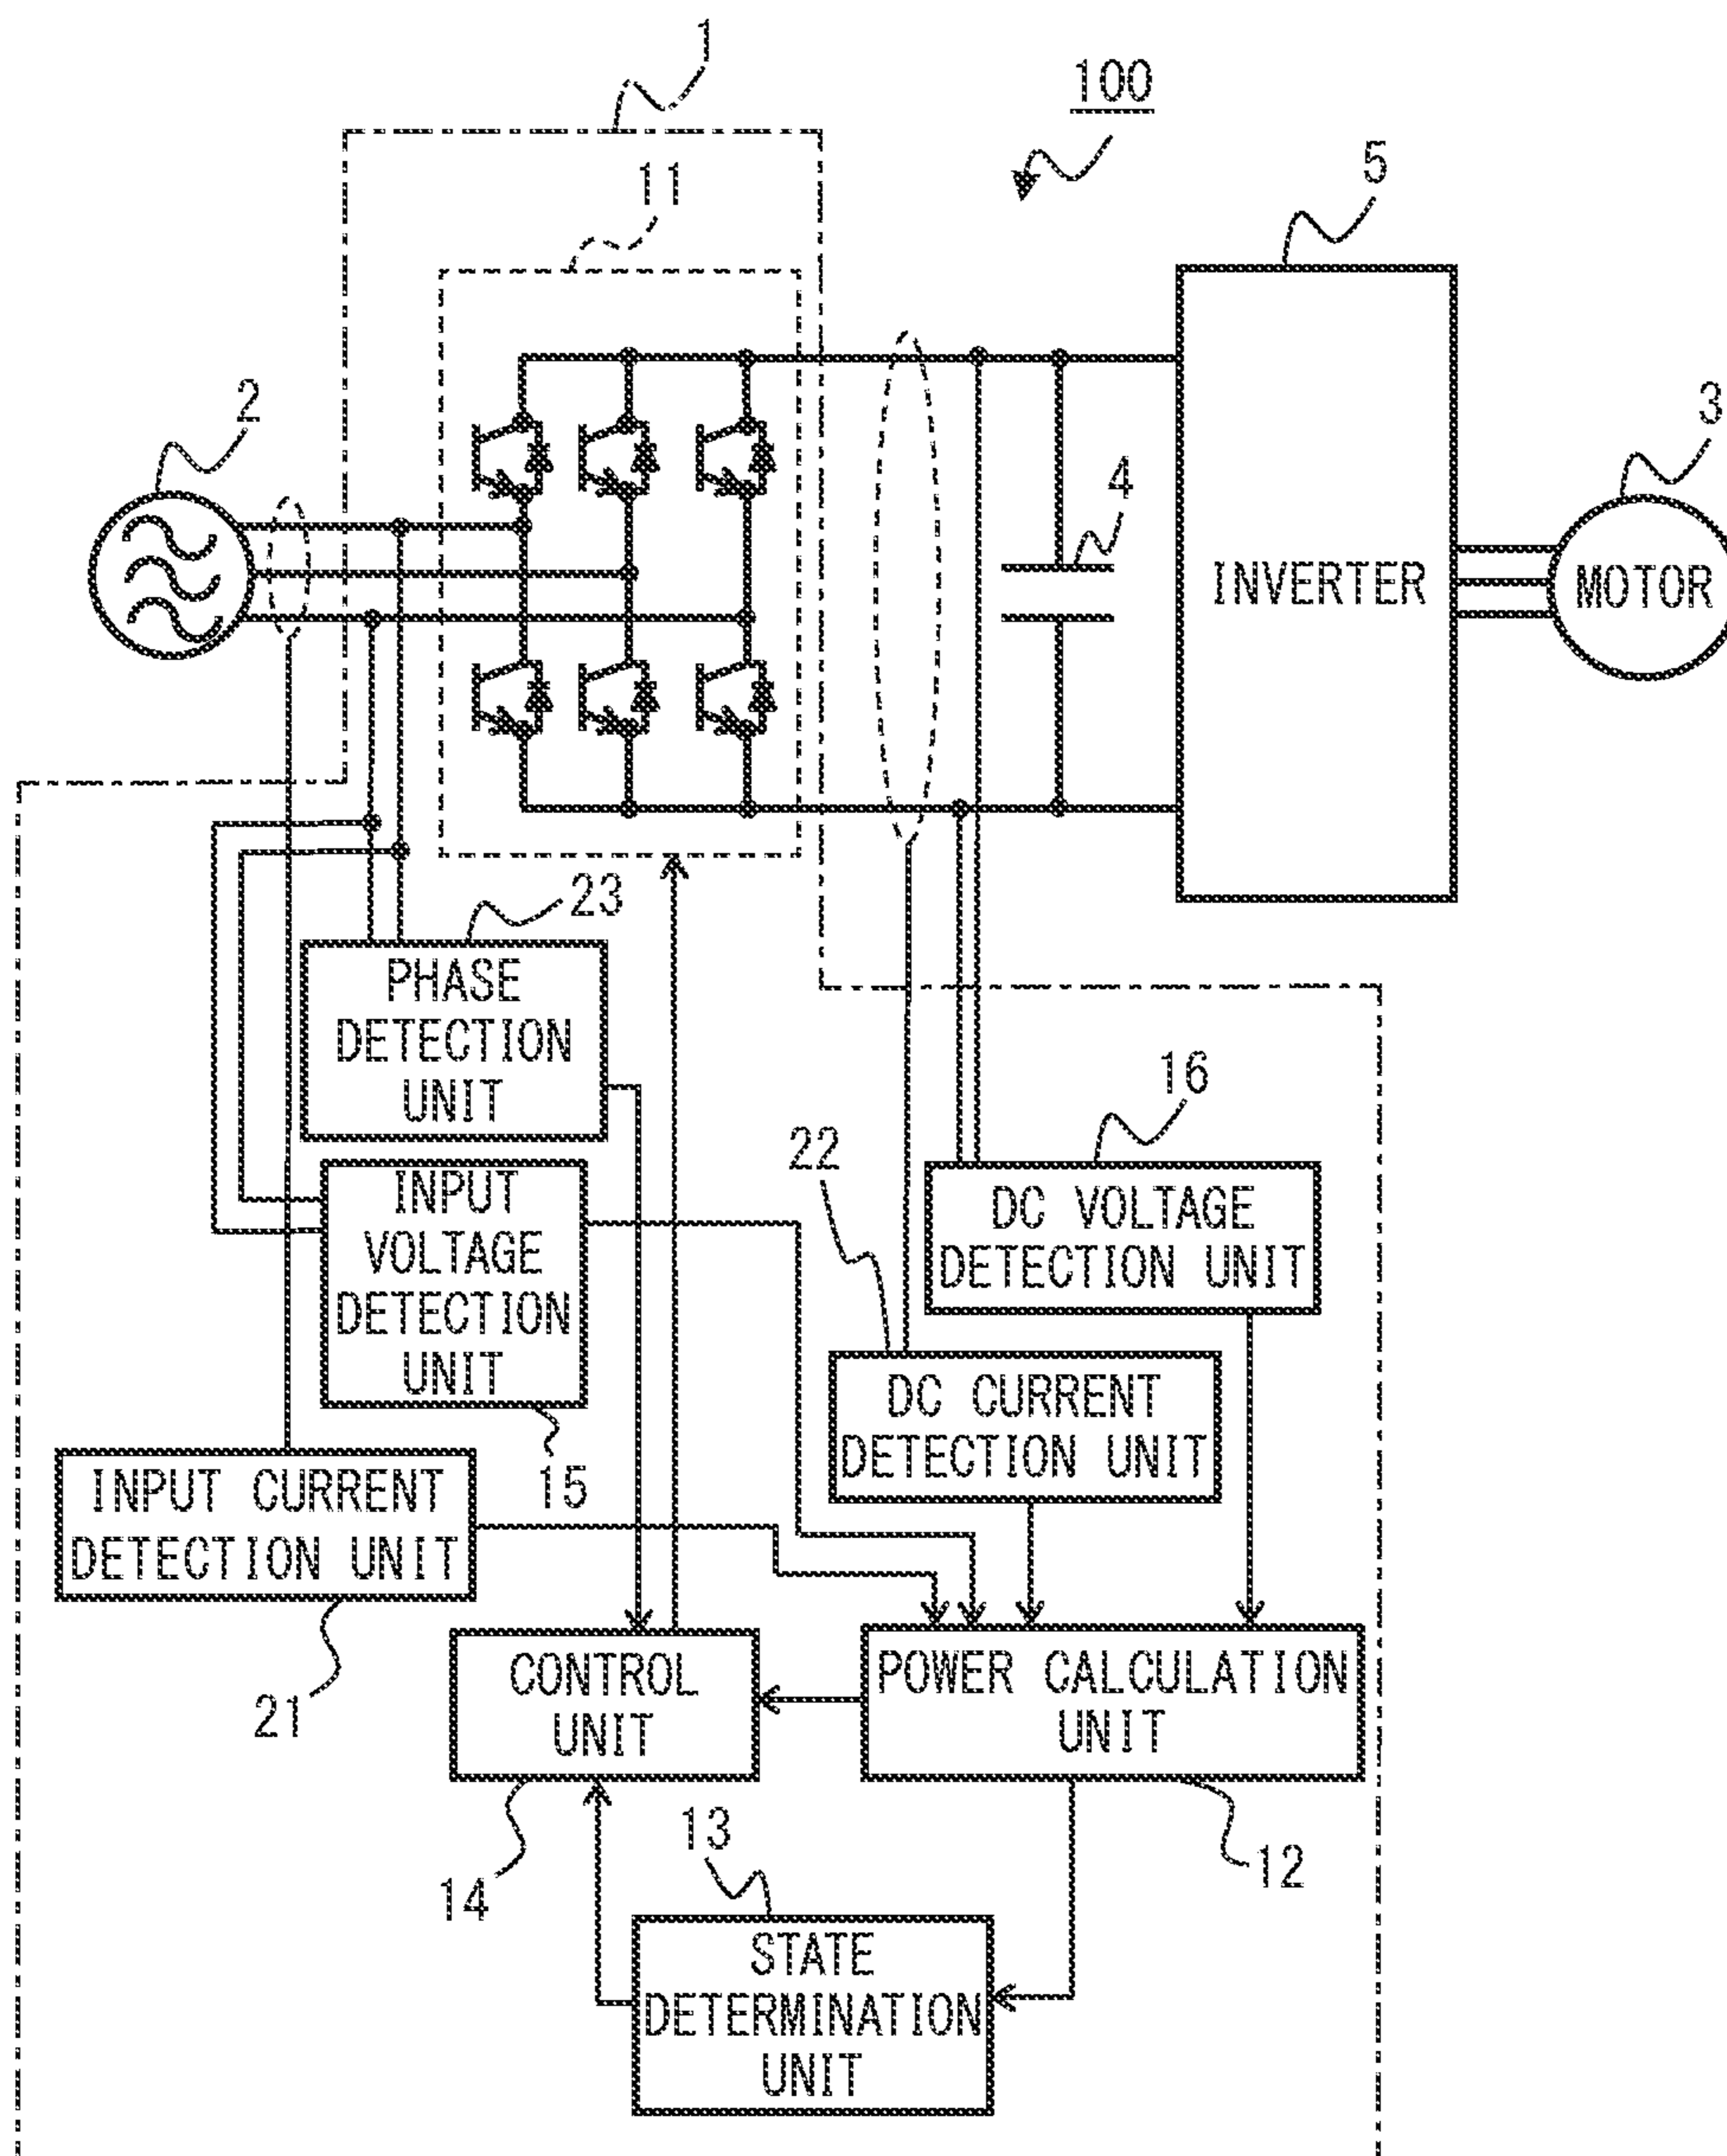 1
100
11
5
2
3
4
INVERTER
MOTOR
23
PHASE
DETECTION
UNIT
16
22
INPUT
VOLTAGE
DETECTION
UNIT
DC VOLTAGE
DETECTION UNIT
DC CURRENT
DETECTION UNIT
15
INPUT CURRENT
DETECTION UNIT
21
CONTROL
UNIT
POWER CALCULATION
UNIT
13
14
12
STATE
DETERMINATION
UNIT